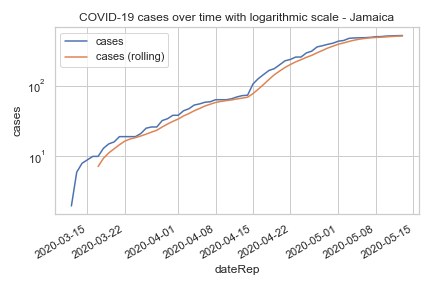 COVID-19 cases over time with logarithmic scale - Jamaica
cases
cases (rolling)
10²
10¹
cases
2020-03-15
2020-03-22
2020-04-01
2020-04-08
2020-04-15
2020-04-22
2020-05-01
2020-05-08
2020-05-15
dateRep